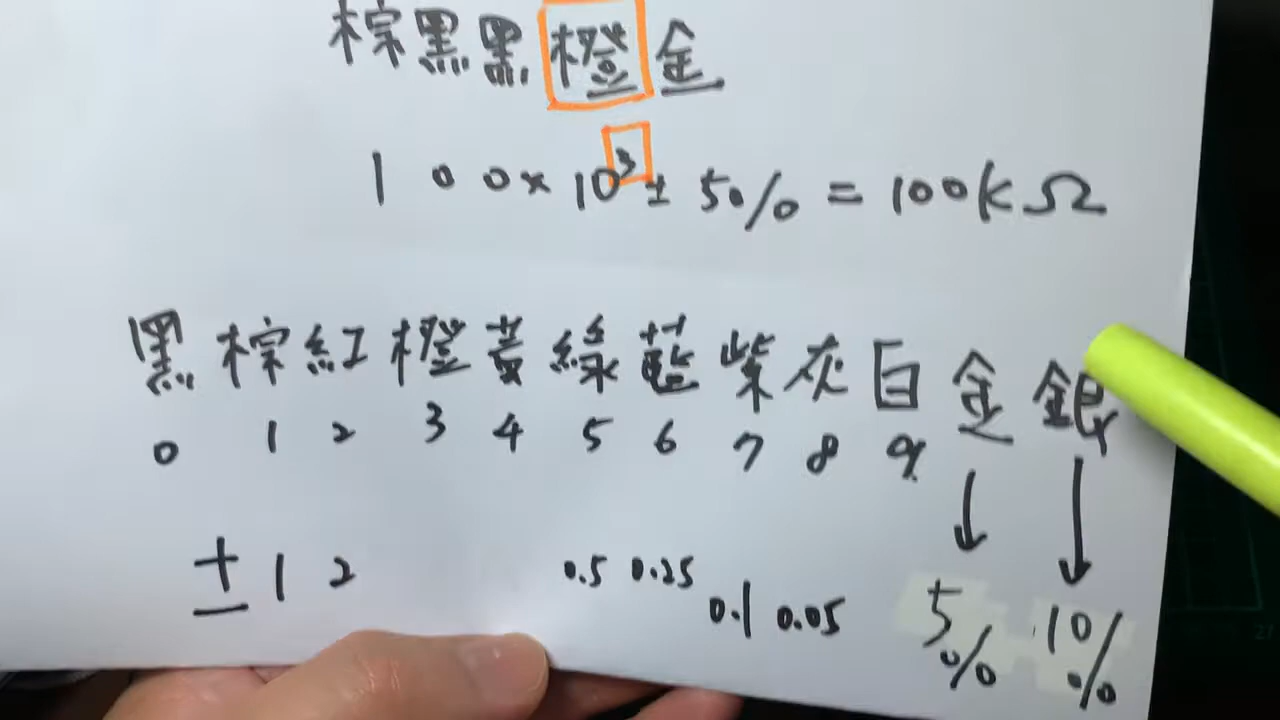 棕黑黑橙金
1 0 0 × 10³ ± 5% = 100kΩ
黑 棕 紅 橙 黃 綠 藍 紫 灰 白 金 銀
0 1 2 3 4 5 6 7 8 9 ↓ ↓
± 1 2 0.5 0.25 0.1 0.05 5% 10%